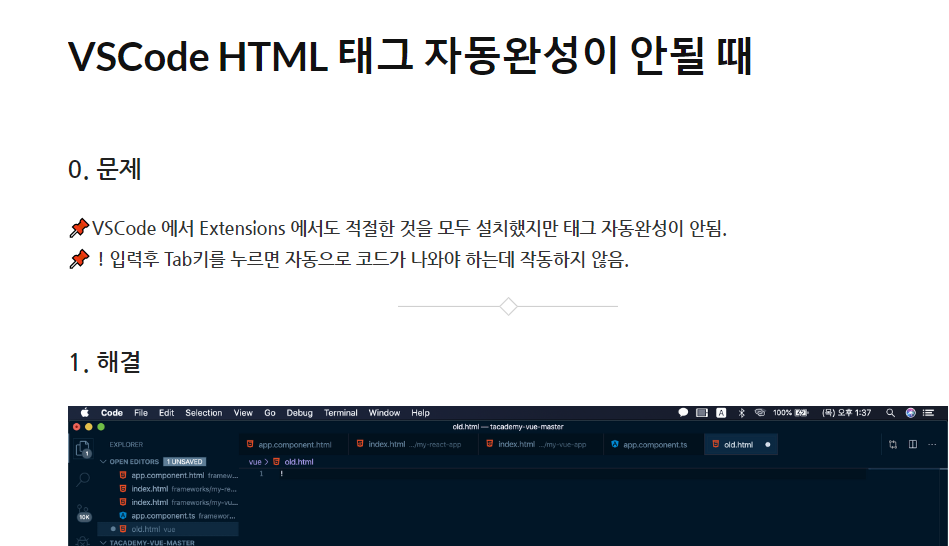 VSCode HTML 태그 자동완성이 안될 때
0. 문제
📌VSCode 에서 Extensions 에서도 적절한 것을 모두 설치했지만 태그 자동완성이 안됨.
📌 ! 입력후 Tab키를 누르면 자동으로 코드가 나와야 하는데 작동하지 않음.
1. 해결
Code File Edit Selection View Go Debug Terminal Window Help A 100% (목) 오후 1:37
old.html — tacademy-vue-master
EXPLORER app.component.html index.html .../my-react-app index.html .../my-vue-app app.component.ts old.html
OPEN EDITORS 1 UNSAVED vue > old.html
app.component.html framew... 1 !
index.html frameworks/my-re...
index.html frameworks/my-vu...
app.component.ts framewor...
old.html vue
TACADEMY-VUE-MASTER
1
10K